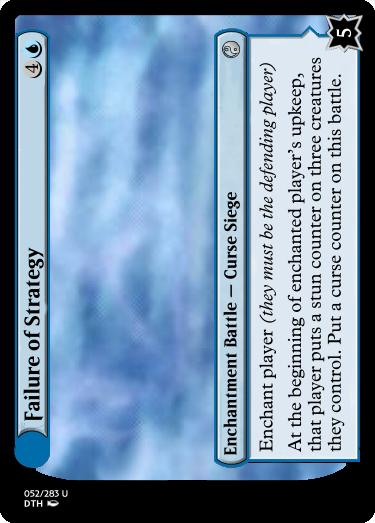 Failure of Strategy 4
Enchantment Battle — Curse Siege
5
Enchant player (they must be the defending player)
At the beginning of enchanted player's upkeep,
that player puts a stun counter on three creatures
they control. Put a curse counter on this battle.
052/283 U
DTH